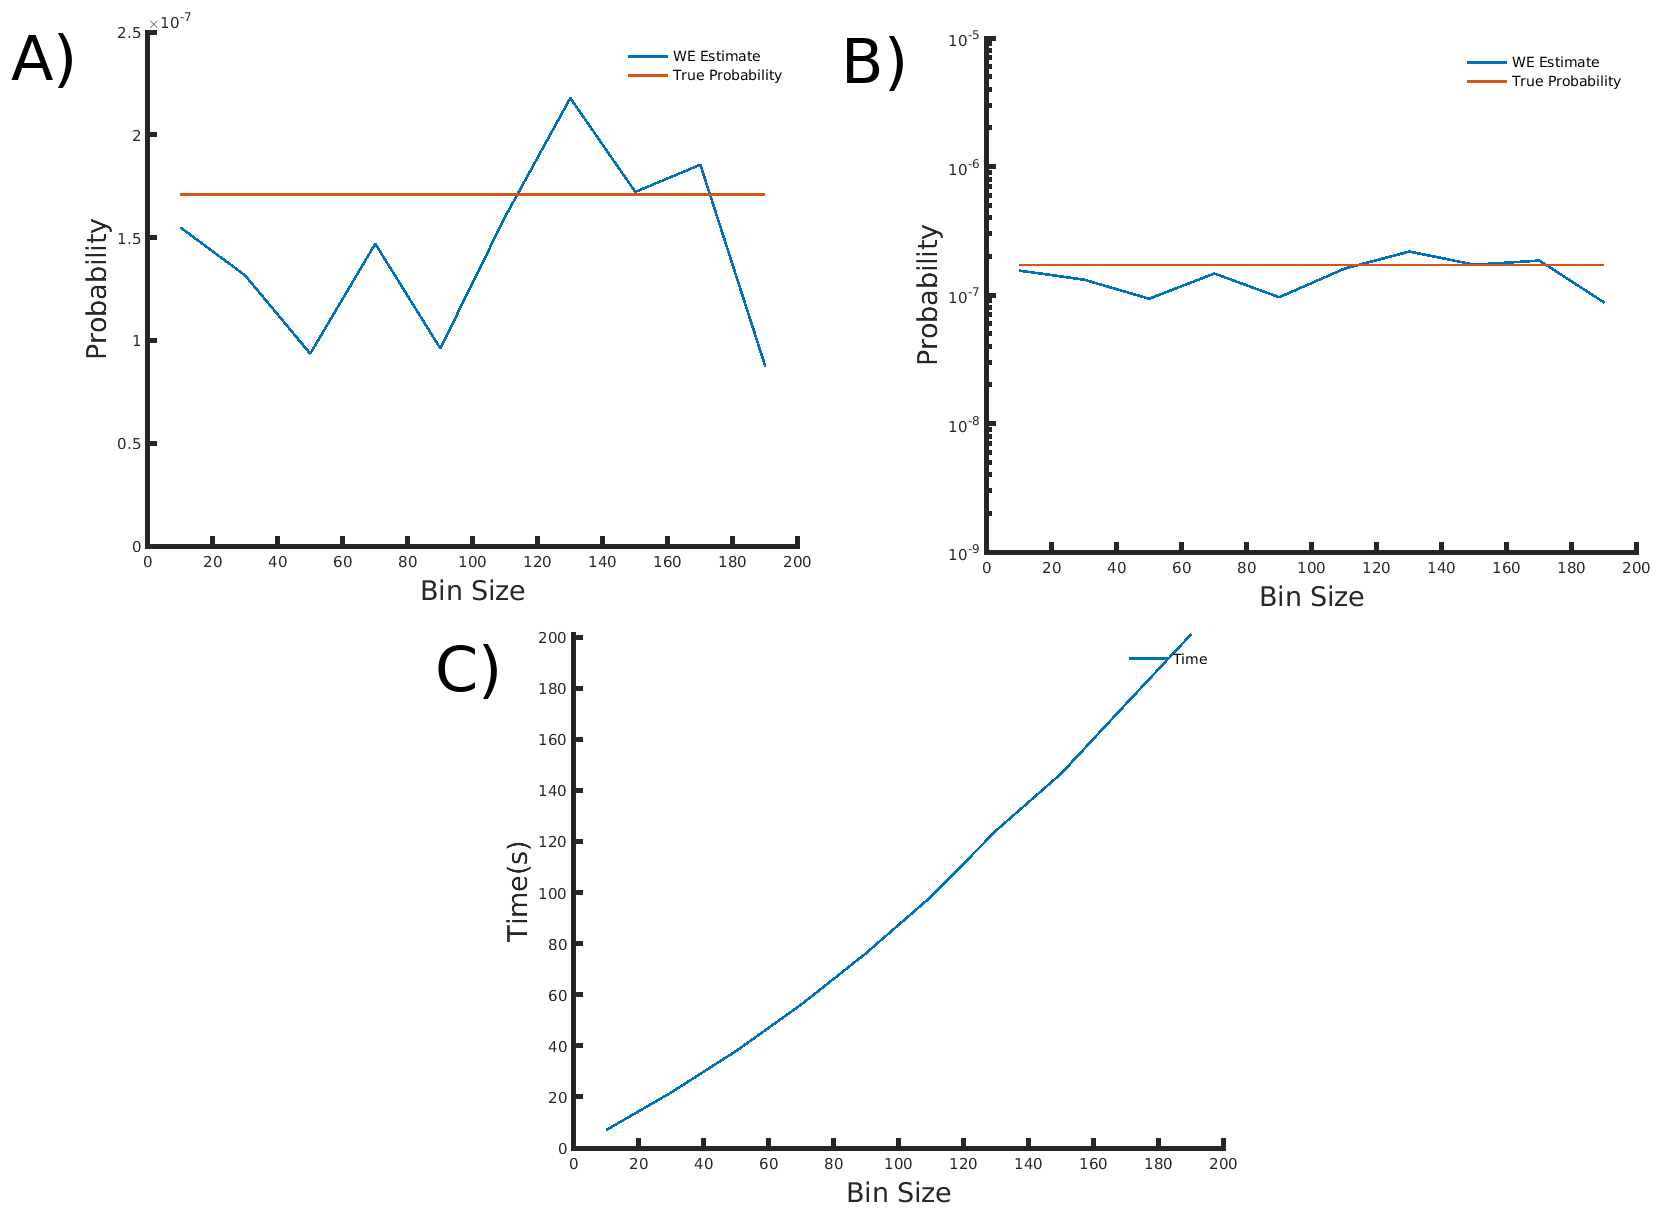 A)
×10-7
2.5
2
1.5
1
0.5
0
Probability
WE Estimate
True Probability
0 20 40 60 80 100 120 140 160 180 200
Bin Size
B)
10-5
10-6
10-7
10-8
10-9
Probability
WE Estimate
True Probability
0 20 40 60 80 100 120 140 160 180 200
Bin Size
C)
200
180
160
140
120
100
80
60
40
20
0
Time(s)
Time
0 20 40 60 80 100 120 140 160 180 200
Bin Size